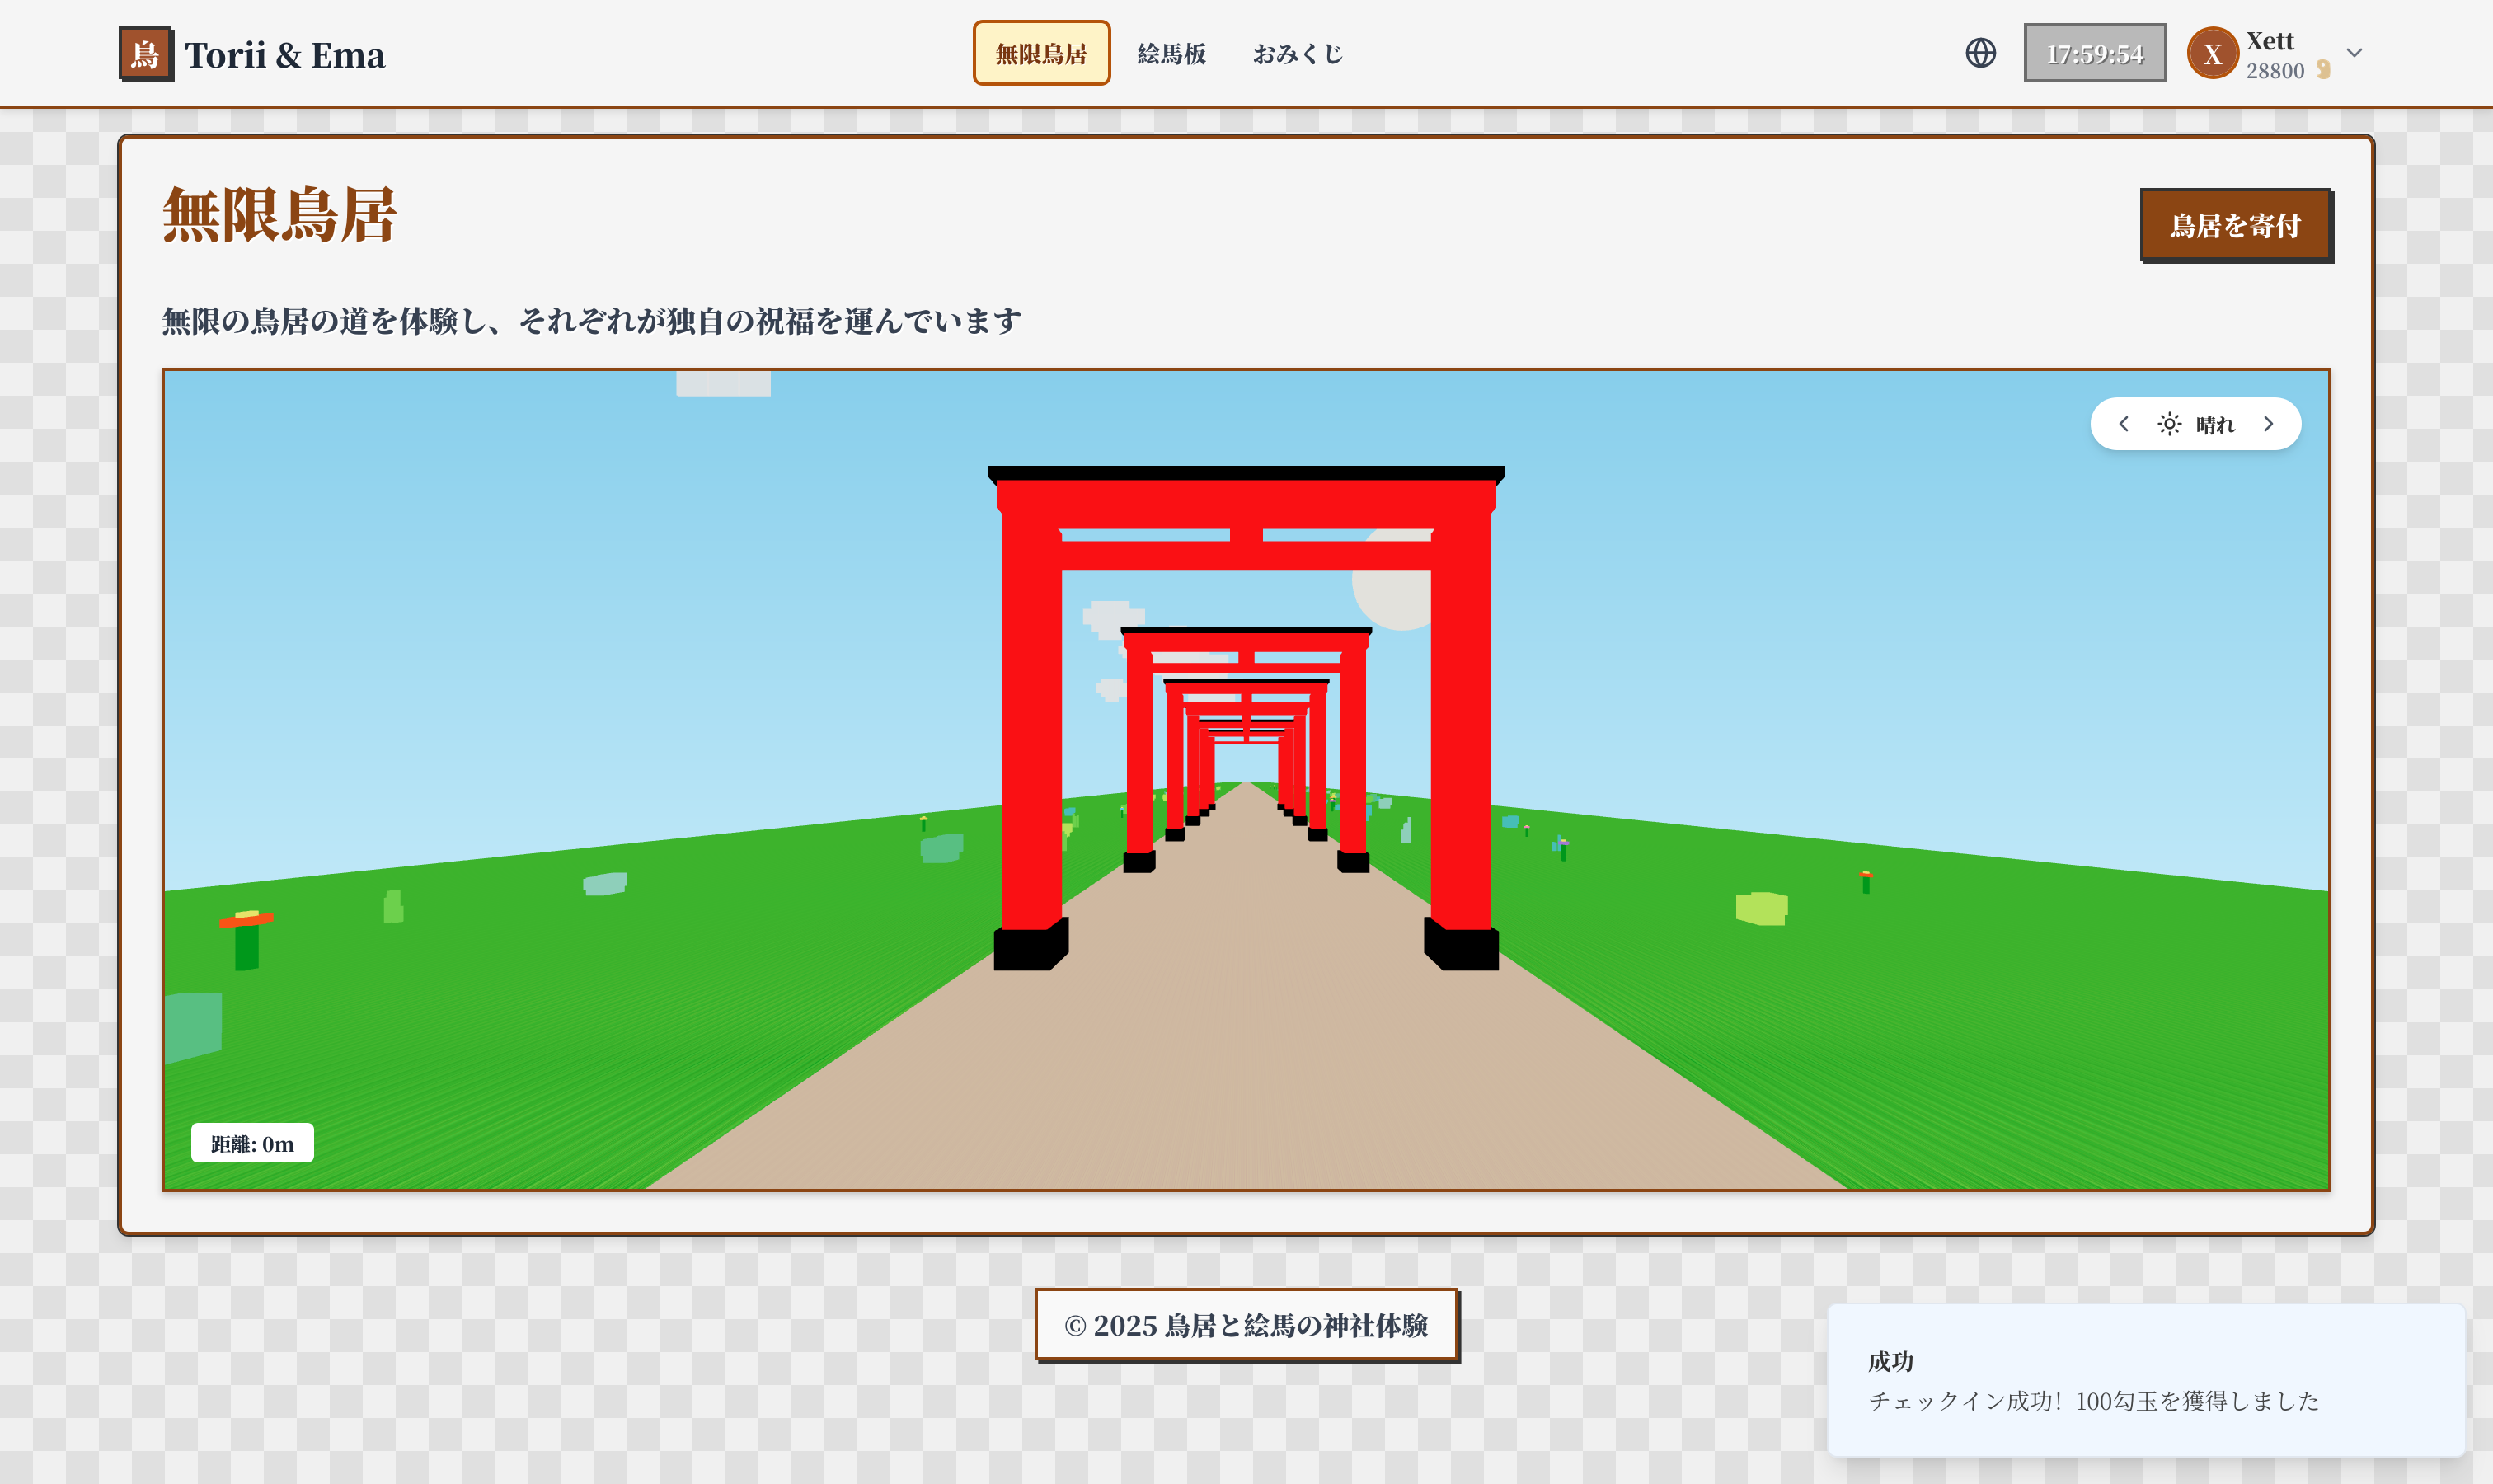 鳥 Torii & Ema
無限鳥居
絵馬板
おみくじ
17:59:54
X
Xett
28800
無限鳥居
鳥居を寄付
無限の鳥居の道を体験し、それぞれが独自の祝福を運んでいます
晴れ
距離: 0m
© 2025 鳥居と絵馬の神社体験
成功
チェックイン成功！100勾玉を獲得しました